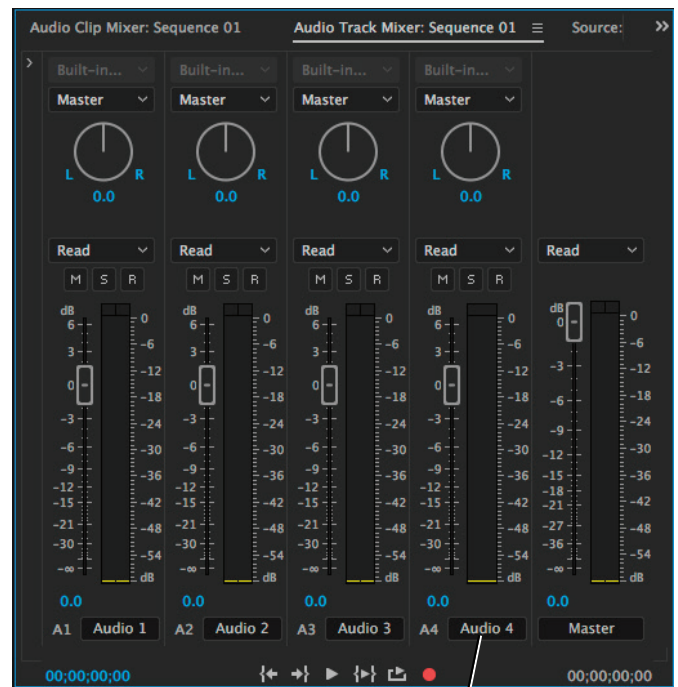 Audio Clip Mixer: Sequence 01 Audio Track Mixer: Sequence 01 Source:
Built-in... Built-in... Built-in... Built-in...
Master Master Master Master
L R L R L R L R
0.0 0.0 0.0 0.0
Read Read Read Read Read
M S R M S R M S R M S R
dB dB dB dB dB
6 0 6 0 6 0 6 0 0 0
-6 -6 -6 -6 -6
3 3 3 3
-12 -12 -12 -12 -3 -12
0 0 0 0
-18 -18 -18 -18 -6 -18
-3 -24 -3 -24 -3 -24 -3 -24 -9 -24
-6 -30 -6 -30 -6 -30 -6 -30 -12 -30
-9 -36 -9 -36 -9 -36 -9 -36 -15 -36
-12 -12 -12 -12 -18
-15 -42 -15 -42 -15 -42 -15 -42 -21 -42
-21 -48 -21 -48 -21 -48 -21 -48 -27 -48
-30 -54 -30 -54 -30 -54 -30 -54 -36 -54
-∞ dB -∞ dB -∞ dB -∞ dB -∞ dB
0.0 0.0 0.0 0.0 0.0
A1 Audio 1 A2 Audio 2 A3 Audio 3 A4 Audio 4 Master
00;00;00;00 00;00;00;00